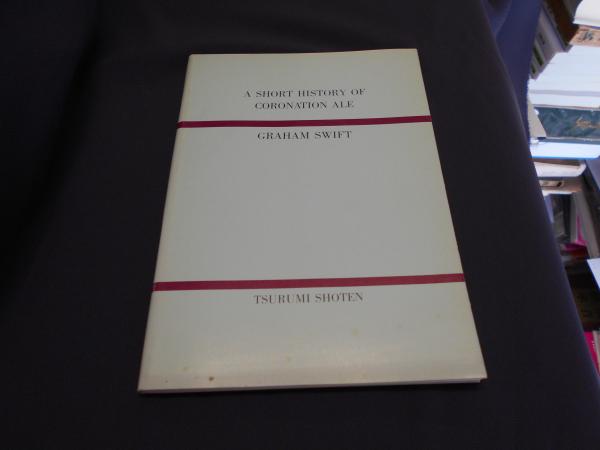 A SHORT HISTORY OF
CORONATION ALE
GRAHAM SWIFT
TSURUMI SHOTEN